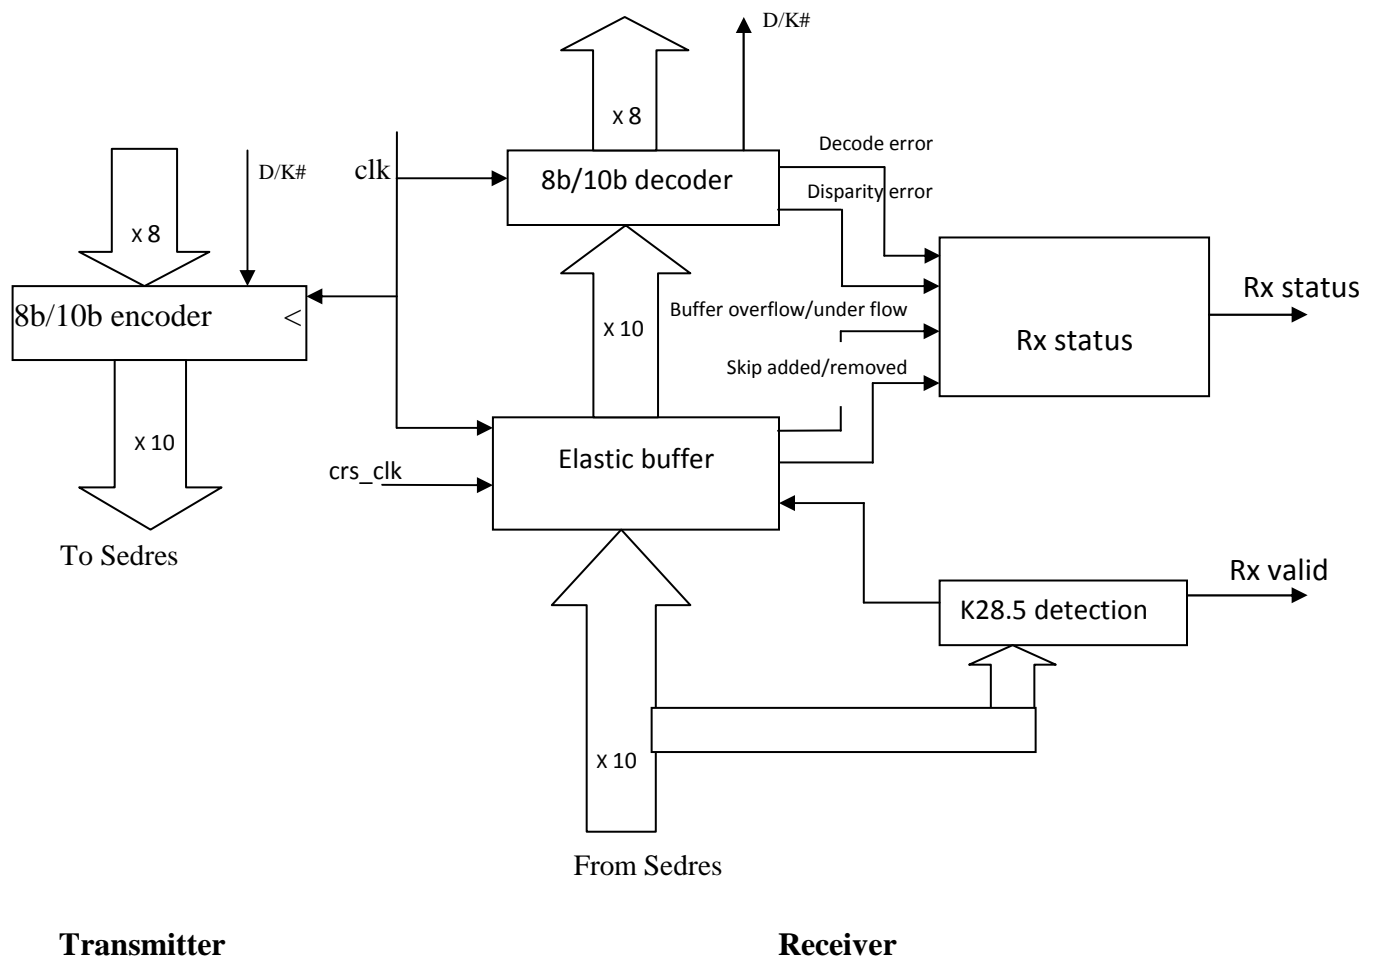 D/K#
X 8
Decode error
D/K#
clk
8b/10b decoder
Disparity error
X 8
Rx status
Buffer overflow/under flow
8b/10b encoder
<
X 10
Rx status
Skip added/removed
X 10
Elastic buffer
crs_clk
To Sedres
Rx valid
K28.5 detection
X 10
From Sedres
Transmitter
Receiver